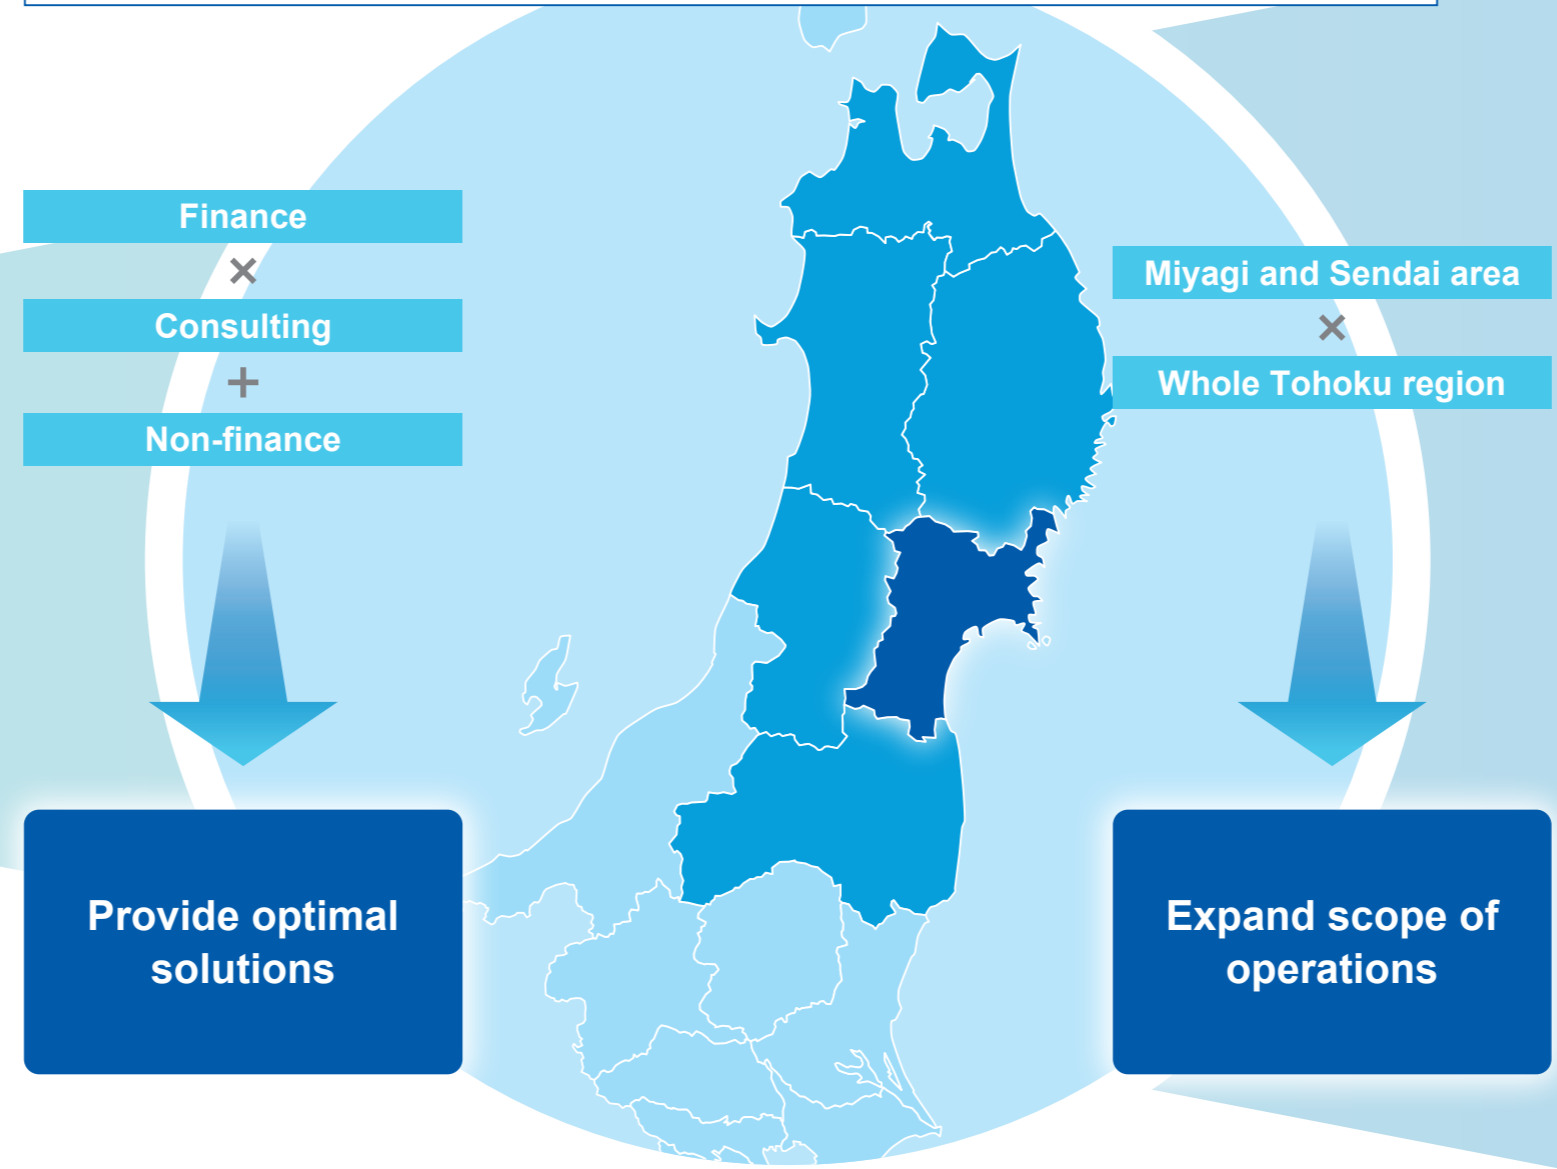 Finance
×
Consulting
+
Non-finance
Provide optimal
solutions
Miyagi and Sendai area
×
Whole Tohoku region
Expand scope of
operations